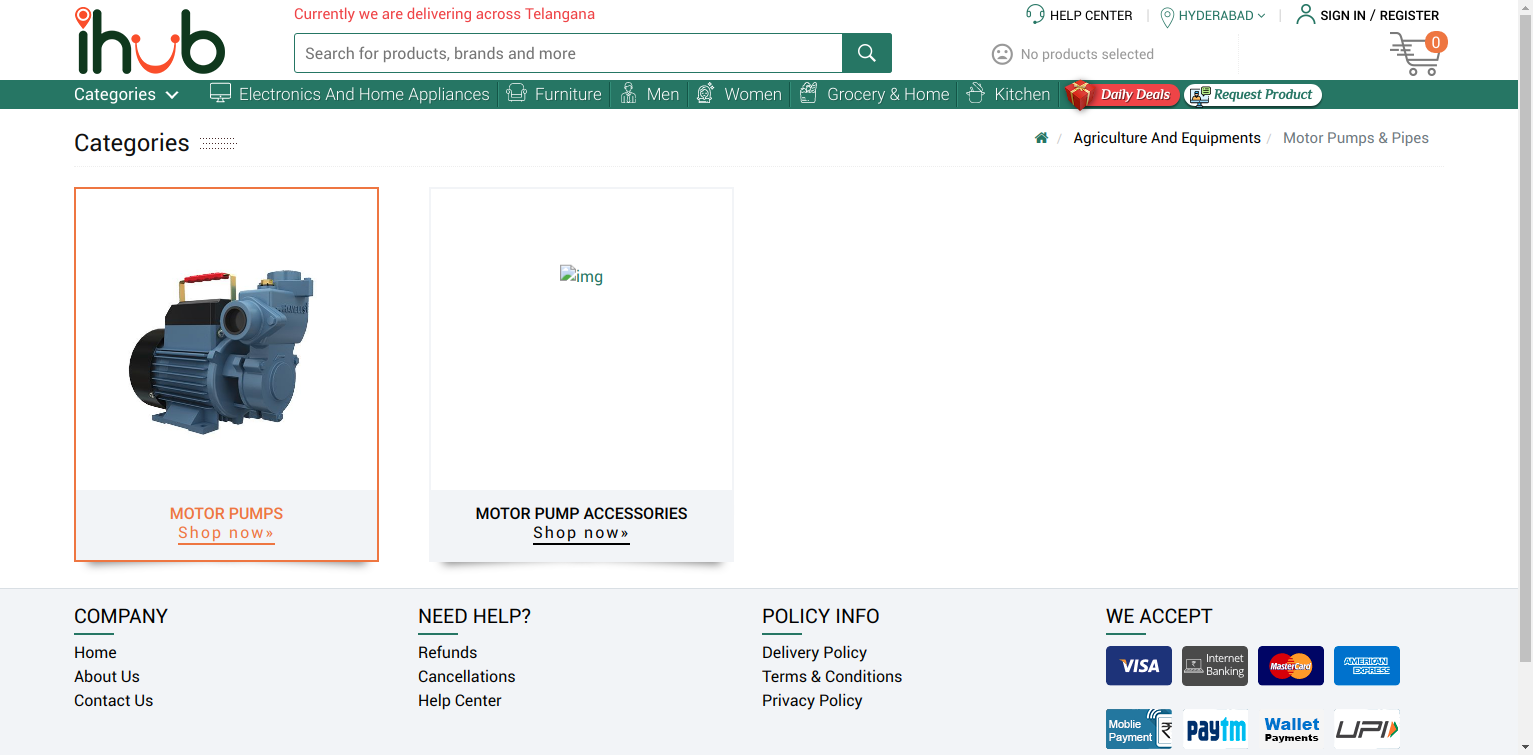 ihub
Currently we are delivering across Telangana
Search for products, brands and more
HELP CENTER
HYDERABAD
SIGN IN / REGISTER
No products selected
0
Categories
Electronics And Home Appliances
Furniture
Men
Women
Grocery & Home
Kitchen
Daily Deals
Request Product
Categories
/ Agriculture And Equipments / Motor Pumps & Pipes
img
MOTOR PUMPS
Shop now»
MOTOR PUMP ACCESSORIES
Shop now»
COMPANY
Home
About Us
Contact Us
NEED HELP?
Refunds
Cancellations
Help Center
POLICY INFO
Delivery Policy
Terms & Conditions
Privacy Policy
WE ACCEPT
VISA
Internet
Banking
MasterCard
AMERICAN
EXPRESS
Moblie
Payment
₹
paytm
Wallet
Payments
UPI